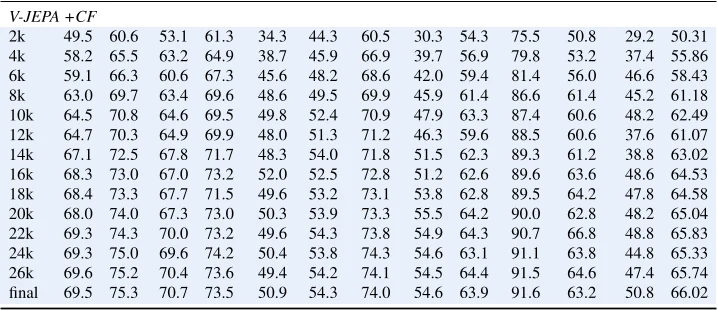 V-JEPA +CF
2k 49.5 60.6 53.1 61.3 34.3 44.3 60.5 30.3 54.3 75.5 50.8 29.2 50.31
4k 58.2 65.5 63.2 64.9 38.7 45.9 66.9 39.7 56.9 79.8 53.2 37.4 55.86
6k 59.1 66.3 60.6 67.3 45.6 48.2 68.6 42.0 59.4 81.4 56.0 46.6 58.43
8k 63.0 69.7 63.4 69.6 48.6 49.5 69.9 45.9 61.4 86.6 61.4 45.2 61.18
10k 64.5 70.8 64.6 69.5 49.8 52.4 70.9 47.9 63.3 87.4 60.6 48.2 62.49
12k 64.7 70.3 64.9 69.9 48.0 51.3 71.2 46.3 59.6 88.5 60.6 37.6 61.07
14k 67.1 72.5 67.8 71.7 48.3 54.0 71.8 51.5 62.3 89.3 61.2 38.8 63.02
16k 68.3 73.0 67.0 73.2 52.0 52.5 72.8 51.2 62.6 89.6 63.6 48.6 64.53
18k 68.4 73.3 67.7 71.5 49.6 53.2 73.1 53.8 62.8 89.5 64.2 47.8 64.58
20k 68.0 74.0 67.3 73.0 50.3 53.9 73.3 55.5 64.2 90.0 62.8 48.2 65.04
22k 69.3 74.3 70.0 73.2 49.6 54.3 73.8 54.9 64.3 90.7 66.8 48.8 65.83
24k 69.3 75.0 69.6 74.2 50.4 53.8 74.3 54.6 63.1 91.1 63.8 44.8 65.33
26k 69.6 75.2 70.4 73.6 49.4 54.2 74.1 54.5 64.4 91.5 64.6 47.4 65.74
final 69.5 75.3 70.7 73.5 50.9 54.3 74.0 54.6 63.9 91.6 63.2 50.8 66.02